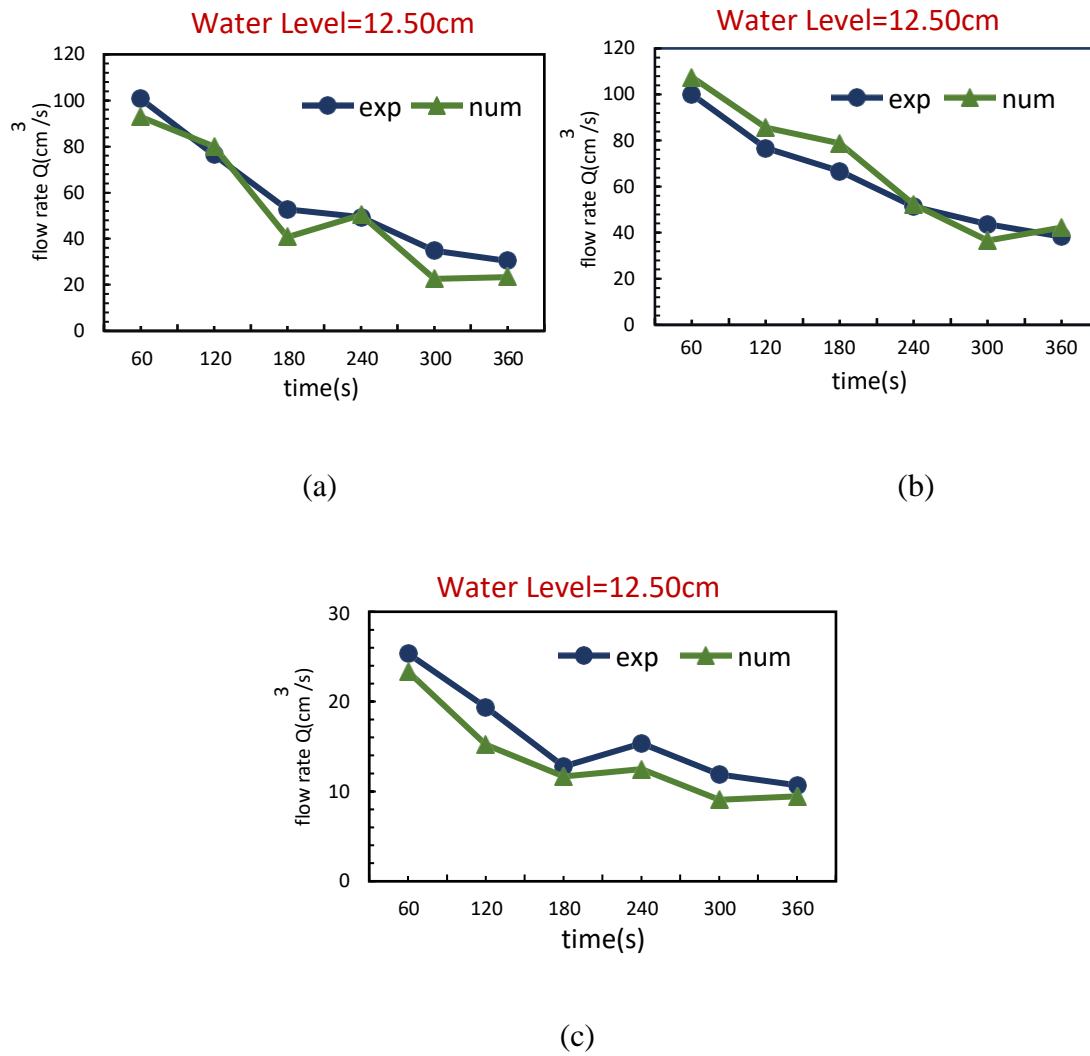 Water Level=12.50cm
120
100
80
60
40
20
0
flow rate Q(cm³/s)
exp
num
60 120 180 240 300 360
time(s)
(a)
Water Level=12.50cm
120
100
80
60
40
20
0
flow rate Q(cm³/s)
exp
num
60 120 180 240 300 360
time(s)
(b)
Water Level=12.50cm
30
20
10
0
flow rate Q(cm³/s)
exp
num
60 120 180 240 300 360
time(s)
(c)